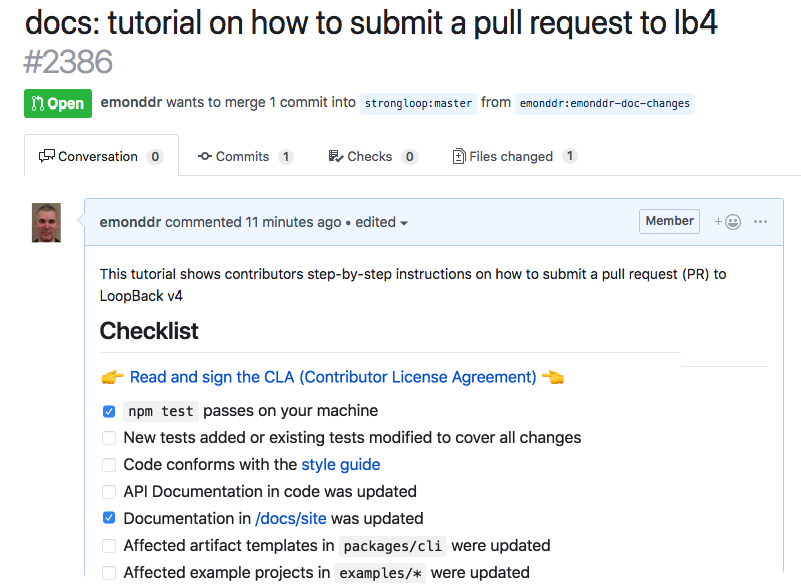 docs: tutorial on how to submit a pull request to lb4
#2386
Open emonddr wants to merge 1 commit into strongloop:master from emonddr:emonddr-doc-changes
Conversation 0 Commits 1 Checks 0 Files changed 1
emonddr commented 11 minutes ago • edited Member
This tutorial shows contributors step-by-step instructions on how to submit a pull request (PR) to
LoopBack v4
Checklist
👉 Read and sign the CLA (Contributor License Agreement) 👈
npm test passes on your machine
New tests added or existing tests modified to cover all changes
Code conforms with the style guide
API Documentation in code was updated
Documentation in /docs/site was updated
Affected artifact templates in packages/cli were updated
Affected example projects in examples/* were updated